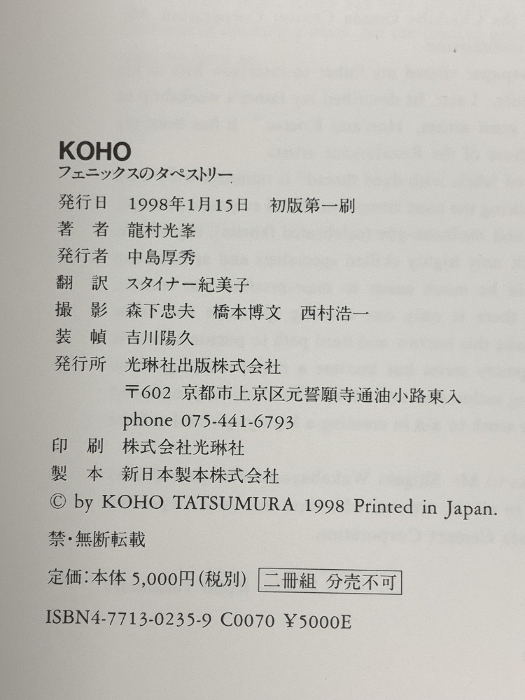 KOHO
フェニックスのタペストリー
発行日 1998年1月15日 初版第一刷
著者 龍村光峯
発行者 中島厚秀
翻訳 スタイナー紀美子
撮影 森下忠夫 橋本博文 西村浩一
装幀 吉川陽久
発行所 光琳社出版株式会社
〒602 京都市上京区元誓願寺通油小路東入
phone 075-441-6793
印刷 株式会社光琳社
製本 新日本製本株式会社
© by KOHO TATSUMURA 1998 Printed in Japan.
禁・無断転載
定価:本体 5,000円(税別) 二冊組 分売不可
ISBN4-7713-0235-9 C0070 ¥5000E